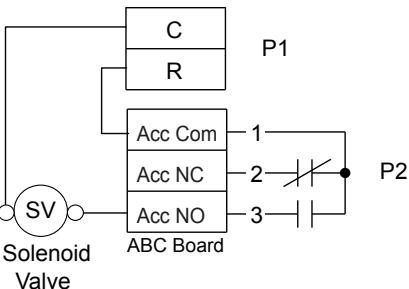 C
P1
R
Acc Com 1
Acc NC 2
P2
Acc NO 3
SV
ABC Board
Solenoid
Valve